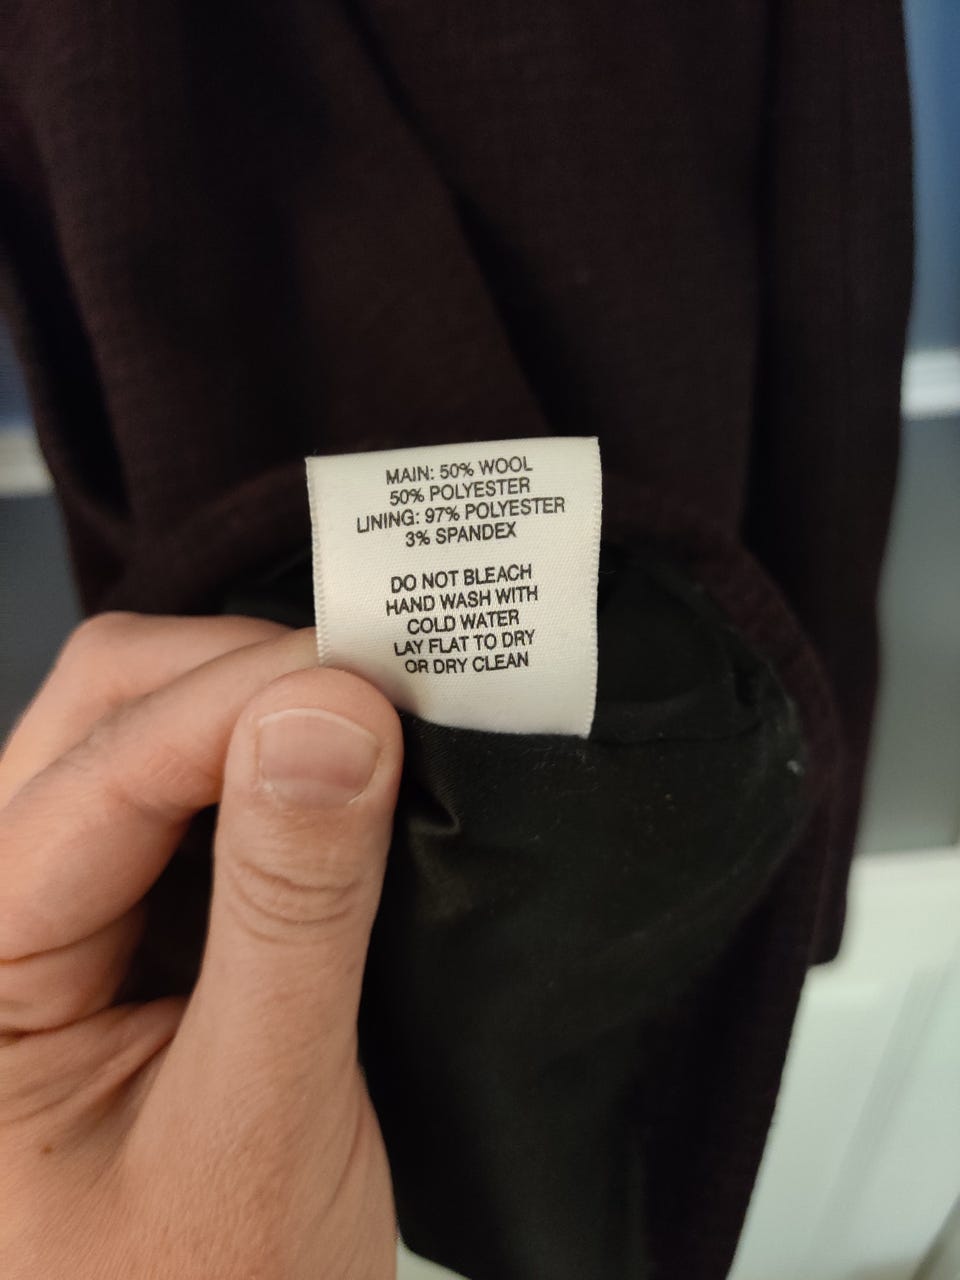 MAIN: 50% WOOL
50% POLYESTER
LINING: 97% POLYESTER
3% SPANDEX
DO NOT BLEACH
HAND WASH WITH
COLD WATER
LAY FLAT TO DRY
OR DRY CLEAN